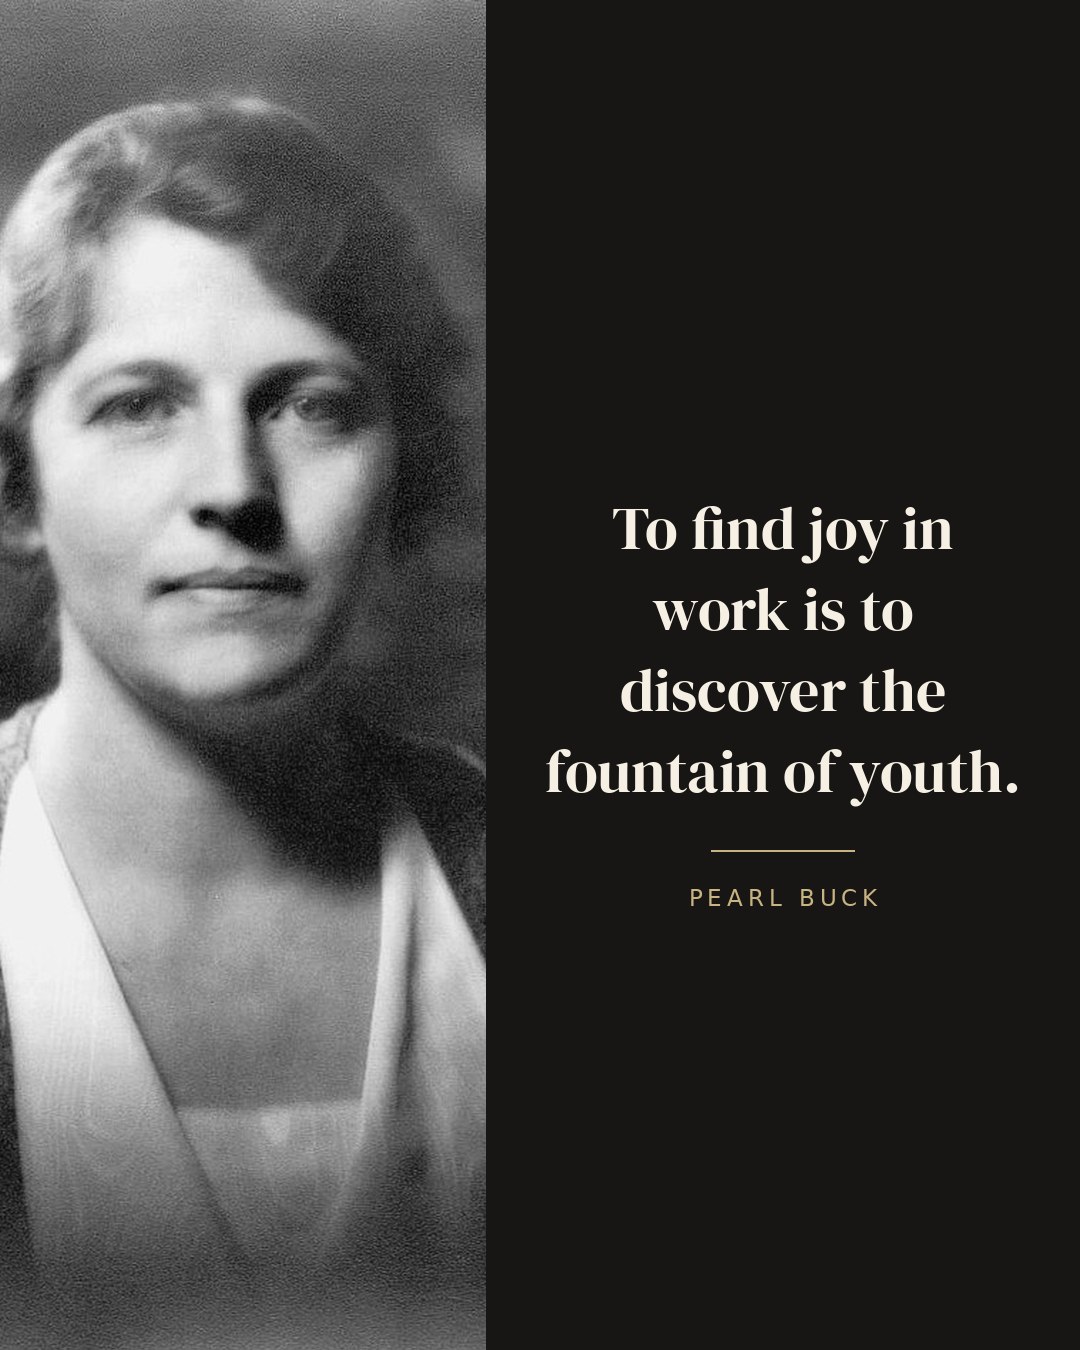 To find joy in
work is to
discover the
fountain of youth.
PEARL BUCK